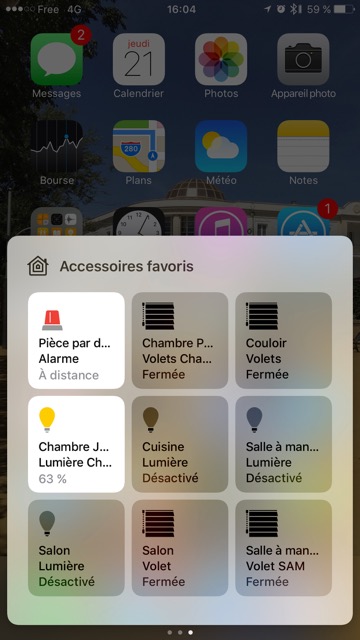 Free 4G 16:04 59 %
2
jeudi
21
Messages Calendrier Photos Appareil photo
280
Bourse Plans Météo Notes
1
Accessoires favoris
Pièce par d...
Alarme
À distance
Chambre P...
Volets Cha...
Fermée
Couloir
Volets
Fermée
Chambre J...
Lumière Ch...
63 %
Cuisine
Lumière
Désactivé
Salle à man...
Lumière
Désactivé
Salon
Lumière
Désactivé
Salon
Volet
Fermée
Salle à man...
Volet SAM
Fermée